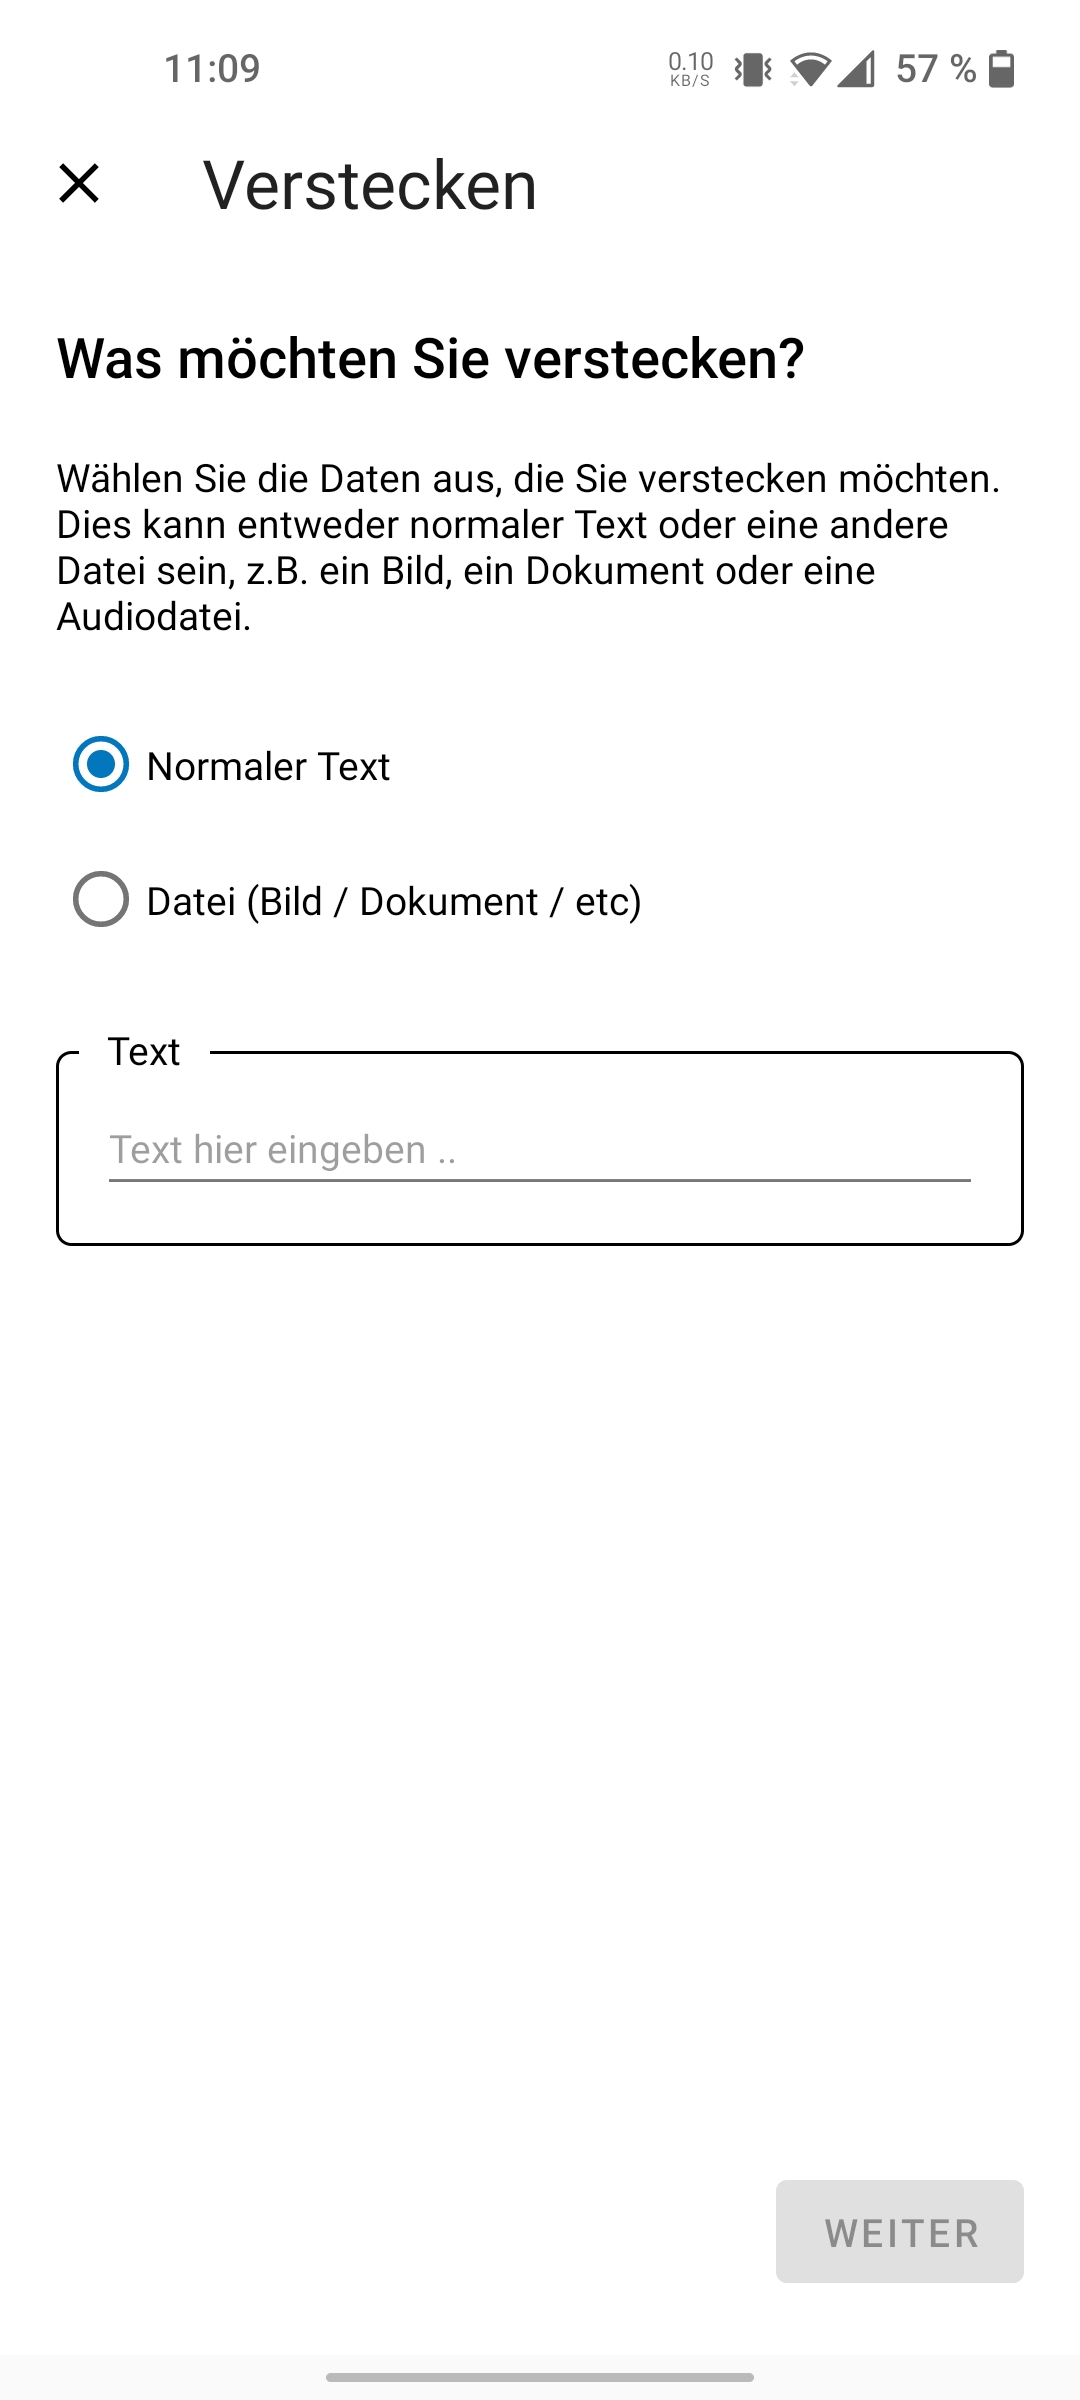 11:09
0.10
KB/S
57 %
Verstecken
Was möchten Sie verstecken?
Wählen Sie die Daten aus, die Sie verstecken möchten.
Dies kann entweder normaler Text oder eine andere
Datei sein, z.B. ein Bild, ein Dokument oder eine
Audiodatei.
Normaler Text
Datei (Bild / Dokument / etc)
Text
Text hier eingeben ..
WEITER